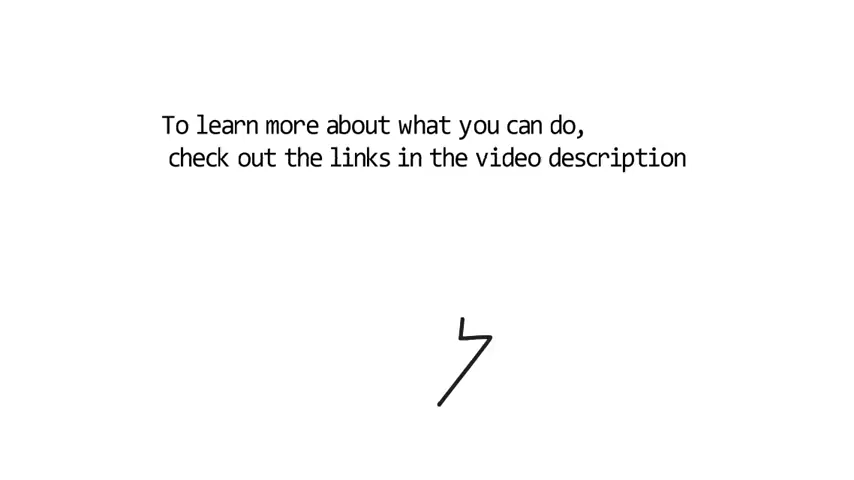 To learn more about what you can do,
check out the links in the video description